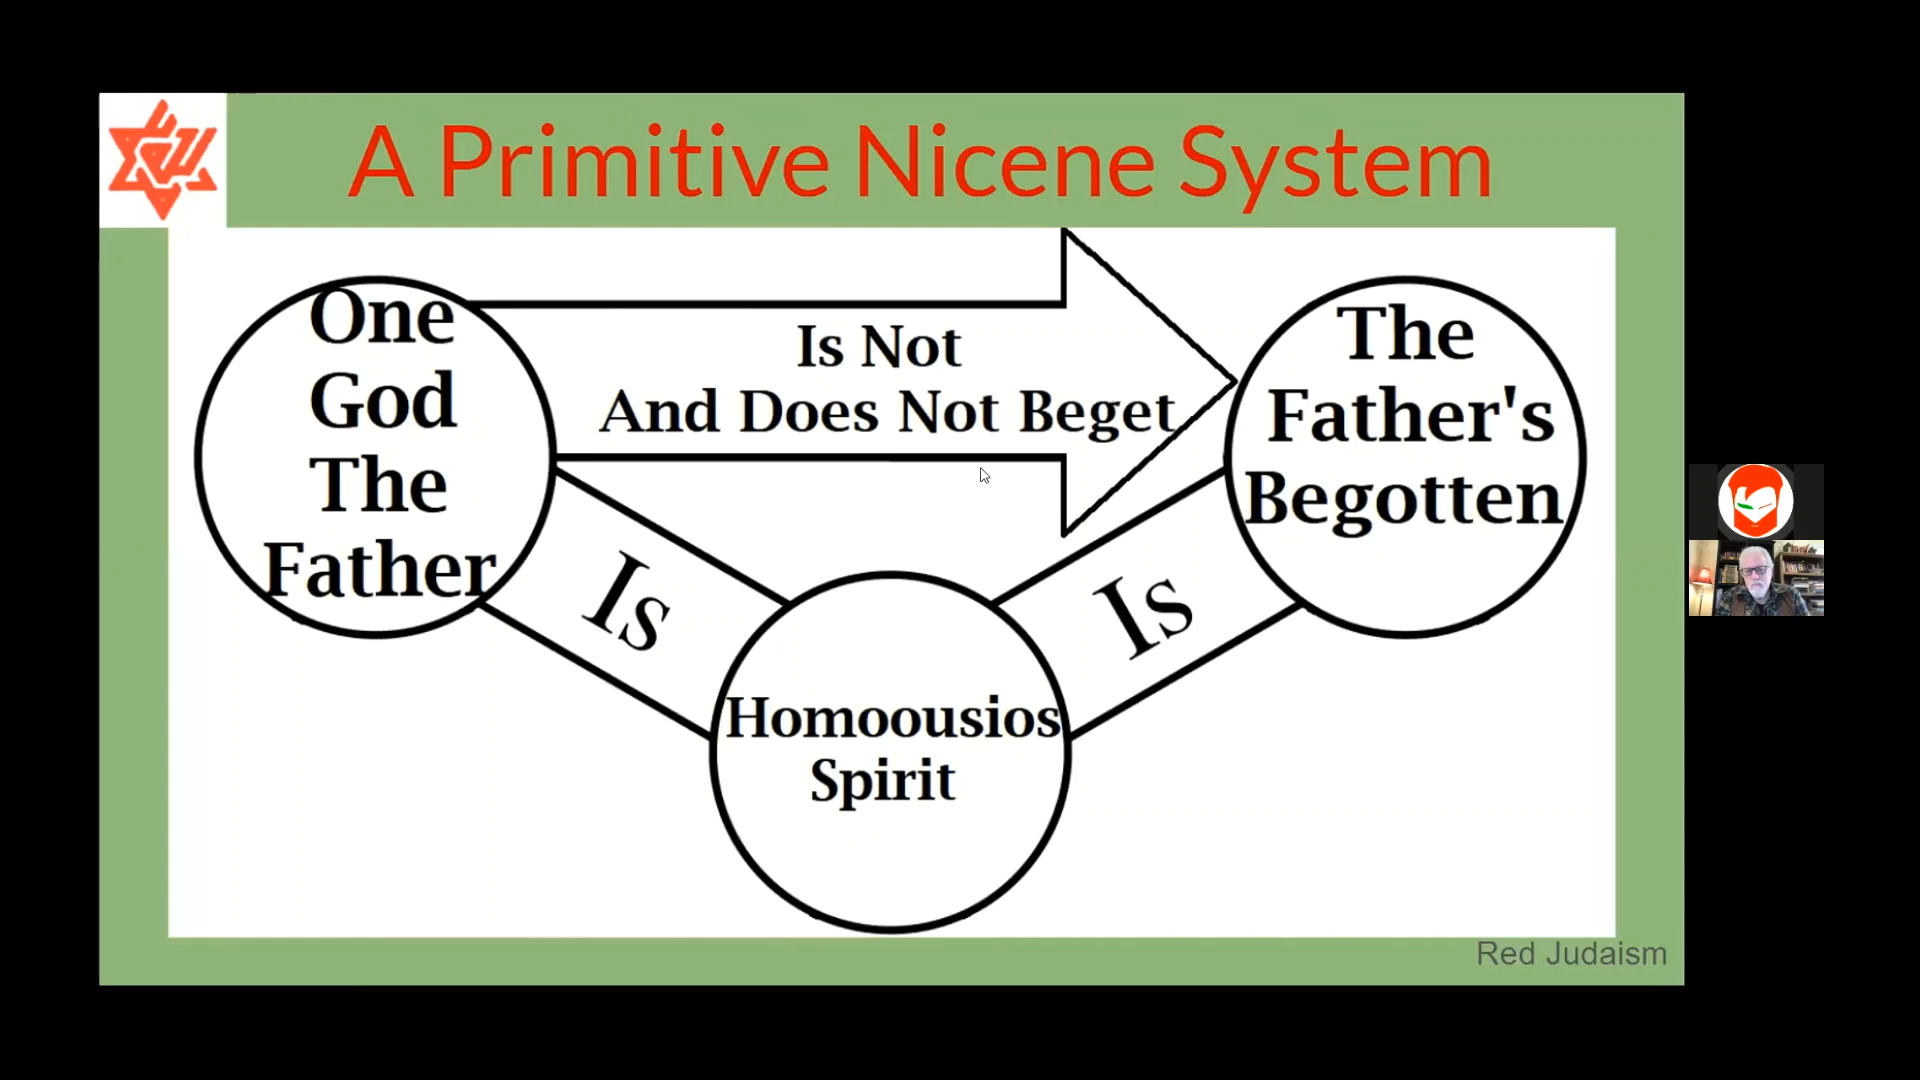 A Primitive Nicene System
One
God
The
Father
Is Not
And Does Not Beget
The
Father's
Begotten
Is
Is
Homoousios
Spirit
Red Judaism